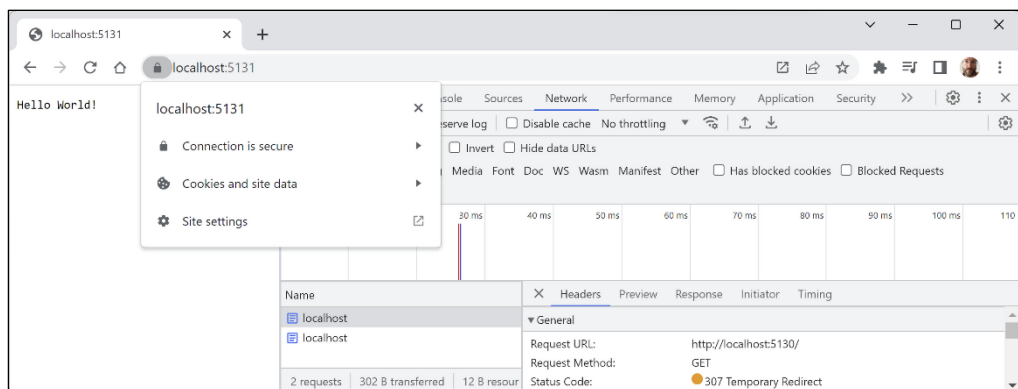 localhost:5131
localhost:5131
Hello World!
localhost:5131
Connection is secure
Cookies and site data
Site settings
sole Sources Network Performance Memory Application Security
serve log Disable cache No throttling
Invert Hide data URLs
Media Font Doc WS Wasm Manifest Other Has blocked cookies Blocked Requests
30 ms 40 ms 50 ms 60 ms 70 ms 80 ms 90 ms 100 ms 110
Name Headers Preview Response Initiator Timing
localhost
localhost
General
Request URL: http://localhost:5130/
Request Method: GET
Status Code: 307 Temporary Redirect
2 requests 302 B transferred 12 B resour